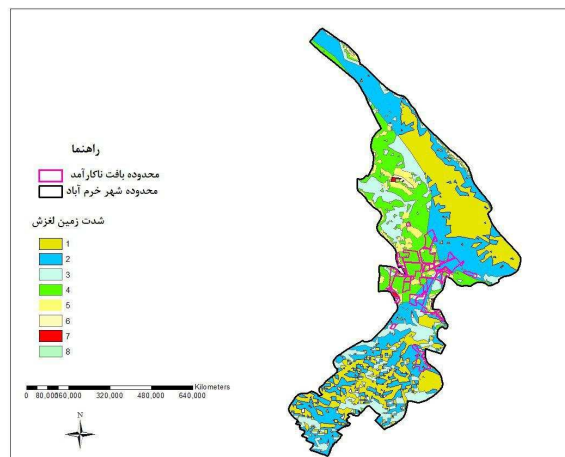 راهنما
محدوده بافت ناکارآمد
محدوده شهر خرم آباد
شدت زمین لغزش
1
2
3
4
5
6
7
8
Kilometers
0 80,000160,000 320,000 480,000 640,000
N